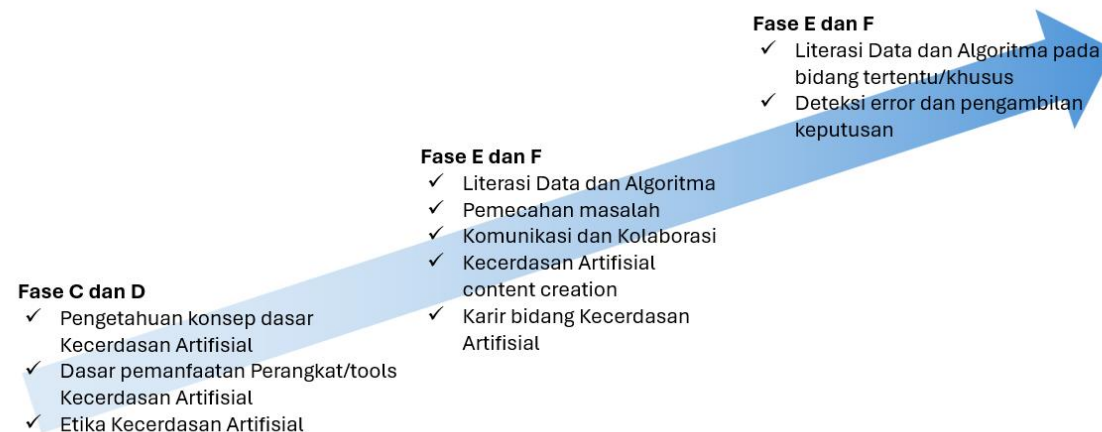 Fase E dan F
✓ Literasi Data dan Algoritma pada
bidang tertentu/khusus
✓ Deteksi error dan pengambilan
keputusan
Fase E dan F
✓ Literasi Data dan Algoritma
✓ Pemecahan masalah
✓ Komunikasi dan Kolaborasi
✓ Kecerdasan Artifisial
content creation
✓ Karir bidang Kecerdasan
Artifisial
Fase C dan D
✓ Pengetahuan konsep dasar
Kecerdasan Artifisial
✓ Dasar pemanfaatan Perangkat/tools
Kecerdasan Artifisial
✓ Etika Kecerdasan Artifisial